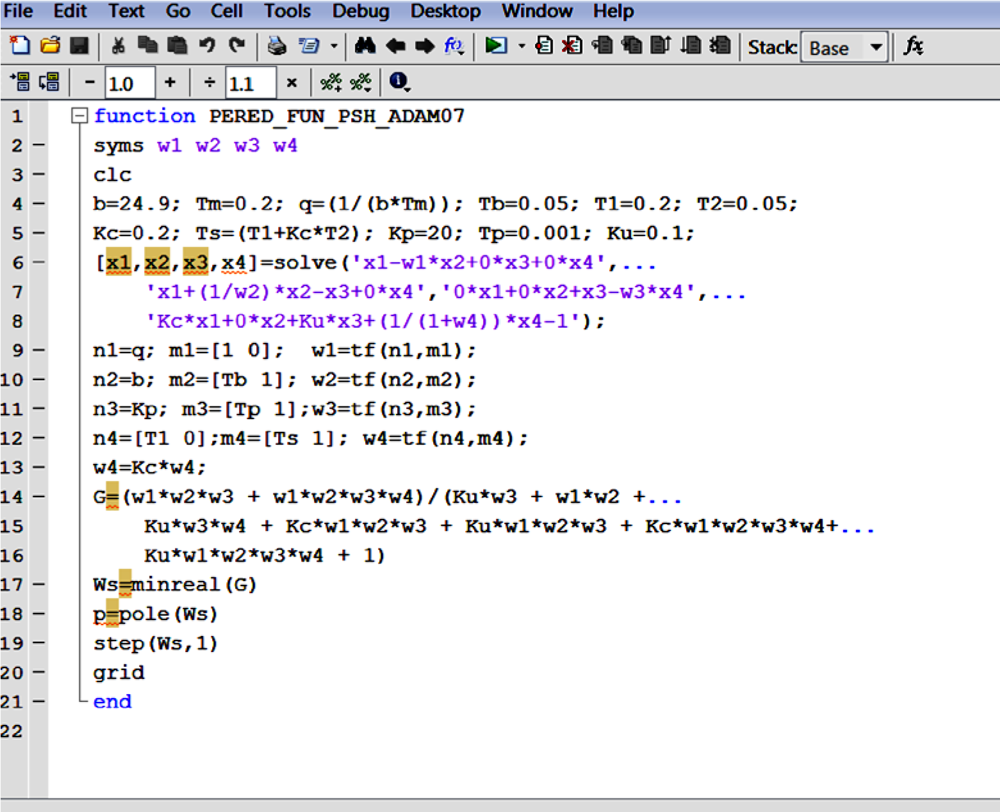 File Edit Text Go Cell Tools Debug Desktop Window Help
Stack: Base fx
− 1.0 + ÷ 1.1 ×
1 function PERED_FUN_PSH_ADAM07
2 − syms w1 w2 w3 w4
3 − clc
4 − b=24.9; Tm=0.2; q=(1/(b*Tm)); Tb=0.05; T1=0.2; T2=0.05;
5 − Kc=0.2; Ts=(T1+Kc*T2); Kp=20; Tp=0.001; Ku=0.1;
6 − [x1,x2,x3,x4]=solve('x1-w1*x2+0*x3+0*x4',...
7 'x1+(1/w2)*x2-x3+0*x4','0*x1+0*x2+x3-w3*x4',...
8 'Kc*x1+0*x2+Ku*x3+(1/(1+w4))*x4-1');
9 − n1=q; m1=[1 0];  w1=tf(n1,m1);
10 − n2=b; m2=[Tb 1]; w2=tf(n2,m2);
11 − n3=Kp; m3=[Tp 1];w3=tf(n3,m3);
12 − n4=[T1 0];m4=[Ts 1]; w4=tf(n4,m4);
13 − w4=Kc*w4;
14 − G=(w1*w2*w3 + w1*w2*w3*w4)/(Ku*w3 + w1*w2 +...
15 Ku*w3*w4 + Kc*w1*w2*w3 + Ku*w1*w2*w3 + Kc*w1*w2*w3*w4+...
16 Ku*w1*w2*w3*w4 + 1)
17 − Ws=minreal(G)
18 − p=pole(Ws)
19 − step(Ws,1)
20 − grid
21 − end
22